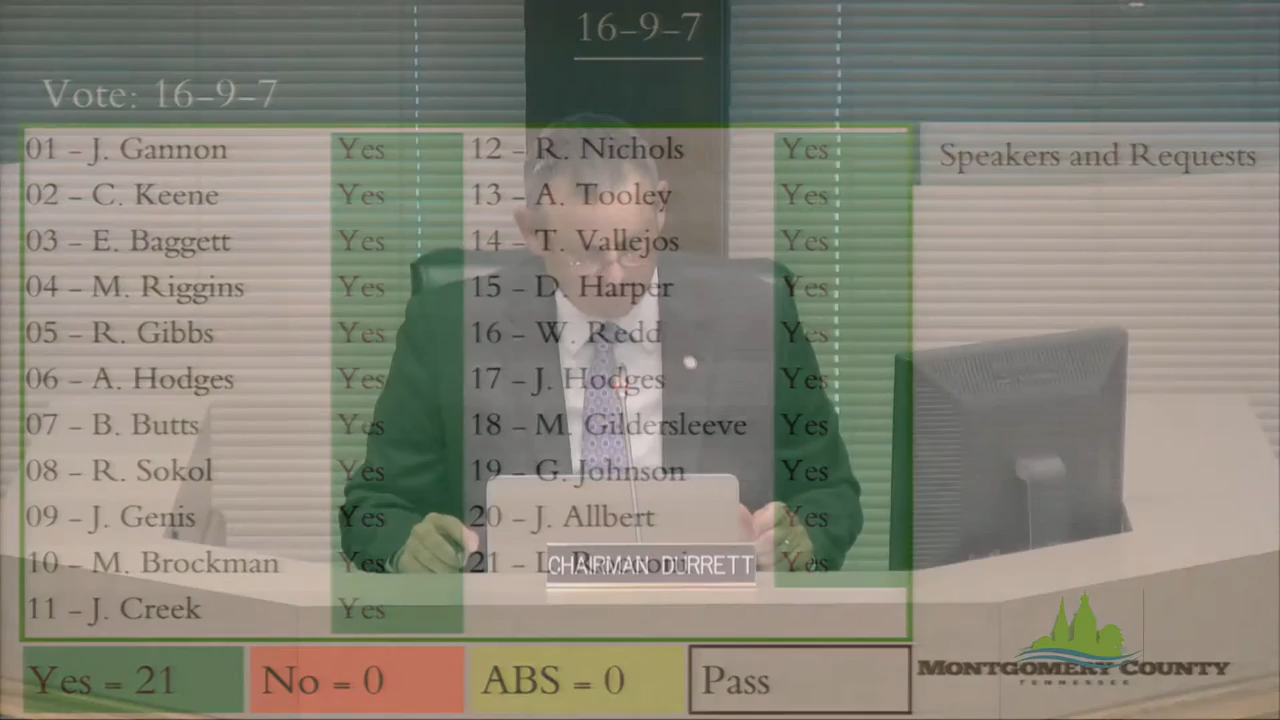 16-9-7
Vote: 16-9-7
01 - J. Gannon Yes 12 - R. Nichols Yes
02 - C. Keene Yes 13 - A. Tooley Yes
03 - E. Baggett Yes 14 - T. Vallejos Yes
04 - M. Riggins Yes 15 - D. Harper Yes
05 - R. Gibbs Yes 16 - W. Redd Yes
06 - A. Hodges Yes 17 - J. Hodges Yes
07 - B. Butts Yes 18 - M. Gildersleeve Yes
08 - R. Sokol Yes 19 - G. Johnson Yes
09 - J. Genis Yes 20 - J. Allbert Yes
10 - M. Brockman Yes 21 - L. Yes
11 - J. Creek Yes
Speakers and Requests
CHAIRMAN DURRETT
Yes = 21 No = 0 ABS = 0 Pass
MONTGOMERY COUNTY
TENNESSEE